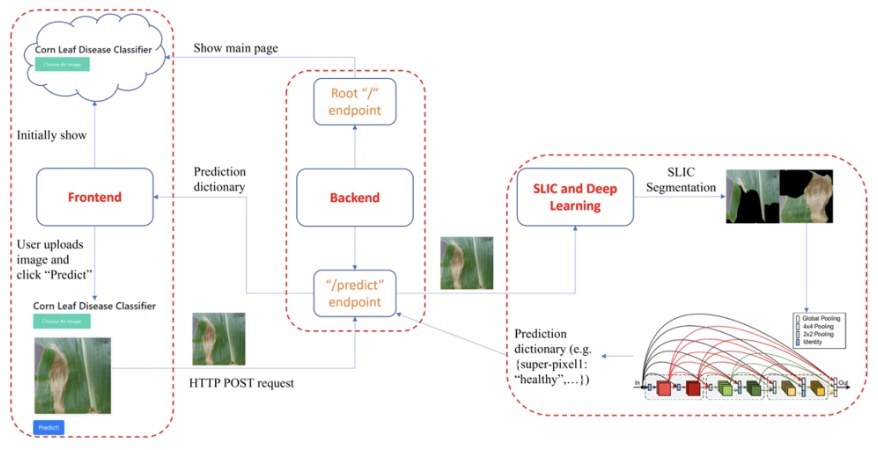 Corn Leaf Disease Classifier
Choose An Image
Show main page
Root “/”
endpoint
Initially show
Prediction
dictionary
Frontend
Backend
SLIC and Deep
Learning
SLIC
Segmentation
User uploads
image and
click “Predict”
“/predict”
endpoint
Corn Leaf Disease Classifier
Choose An Image
HTTP POST request
Predict!
Prediction
dictionary (e.g.
{super-pixel1:
“healthy”,…})
Global Pooling
4x4 Pooling
2x2 Pooling
Identity
In
Out